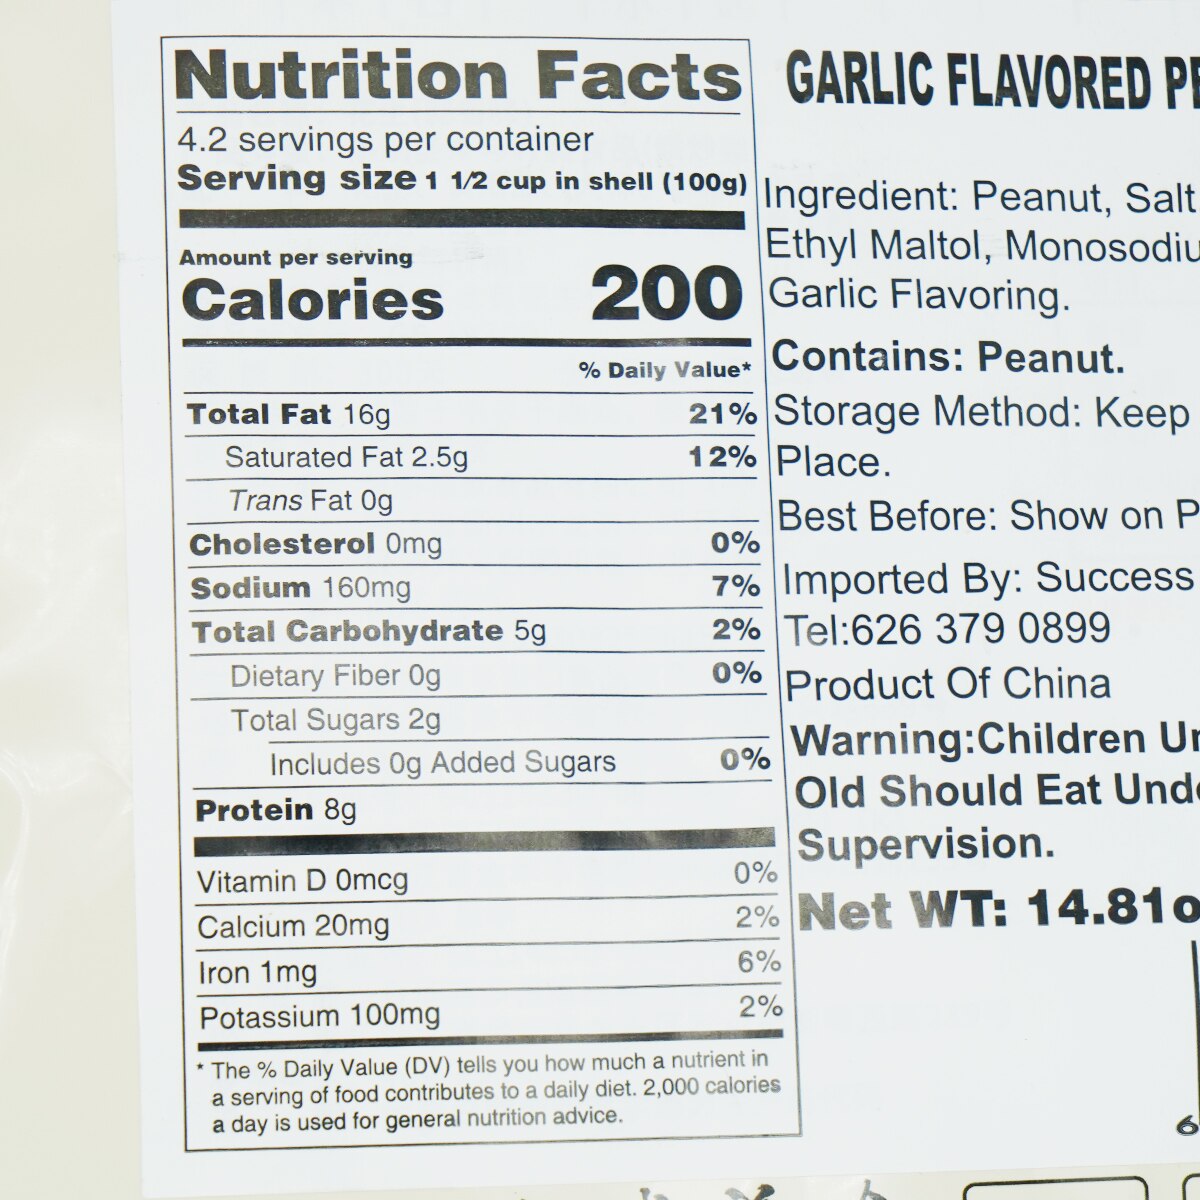 Nutrition Facts
4.2 servings per container
Serving size 1 1/2 cup in shell (100g)
Amount per serving
Calories 200
% Daily Value*
Total Fat 16g 21%
Saturated Fat 2.5g 12%
Trans Fat 0g
Cholesterol 0mg 0%
Sodium 160mg 7%
Total Carbohydrate 5g 2%
Dietary Fiber 0g 0%
Total Sugars 2g
Includes 0g Added Sugars 0%
Protein 8g
Vitamin D 0mcg 0%
Calcium 20mg 2%
Iron 1mg 6%
Potassium 100mg 2%
* The % Daily Value (DV) tells you how much a nutrient in
a serving of food contributes to a daily diet. 2,000 calories
a day is used for general nutrition advice.
GARLIC FLAVORED PE
Ingredient: Peanut, Salt
Ethyl Maltol, Monosodiu
Garlic Flavoring.
Contains: Peanut.
Storage Method: Keep
Place.
Best Before: Show on P
Imported By: Success
Tel:626 379 0899
Product Of China
Warning:Children Un
Old Should Eat Unde
Supervision.
Net WT: 14.81o
6